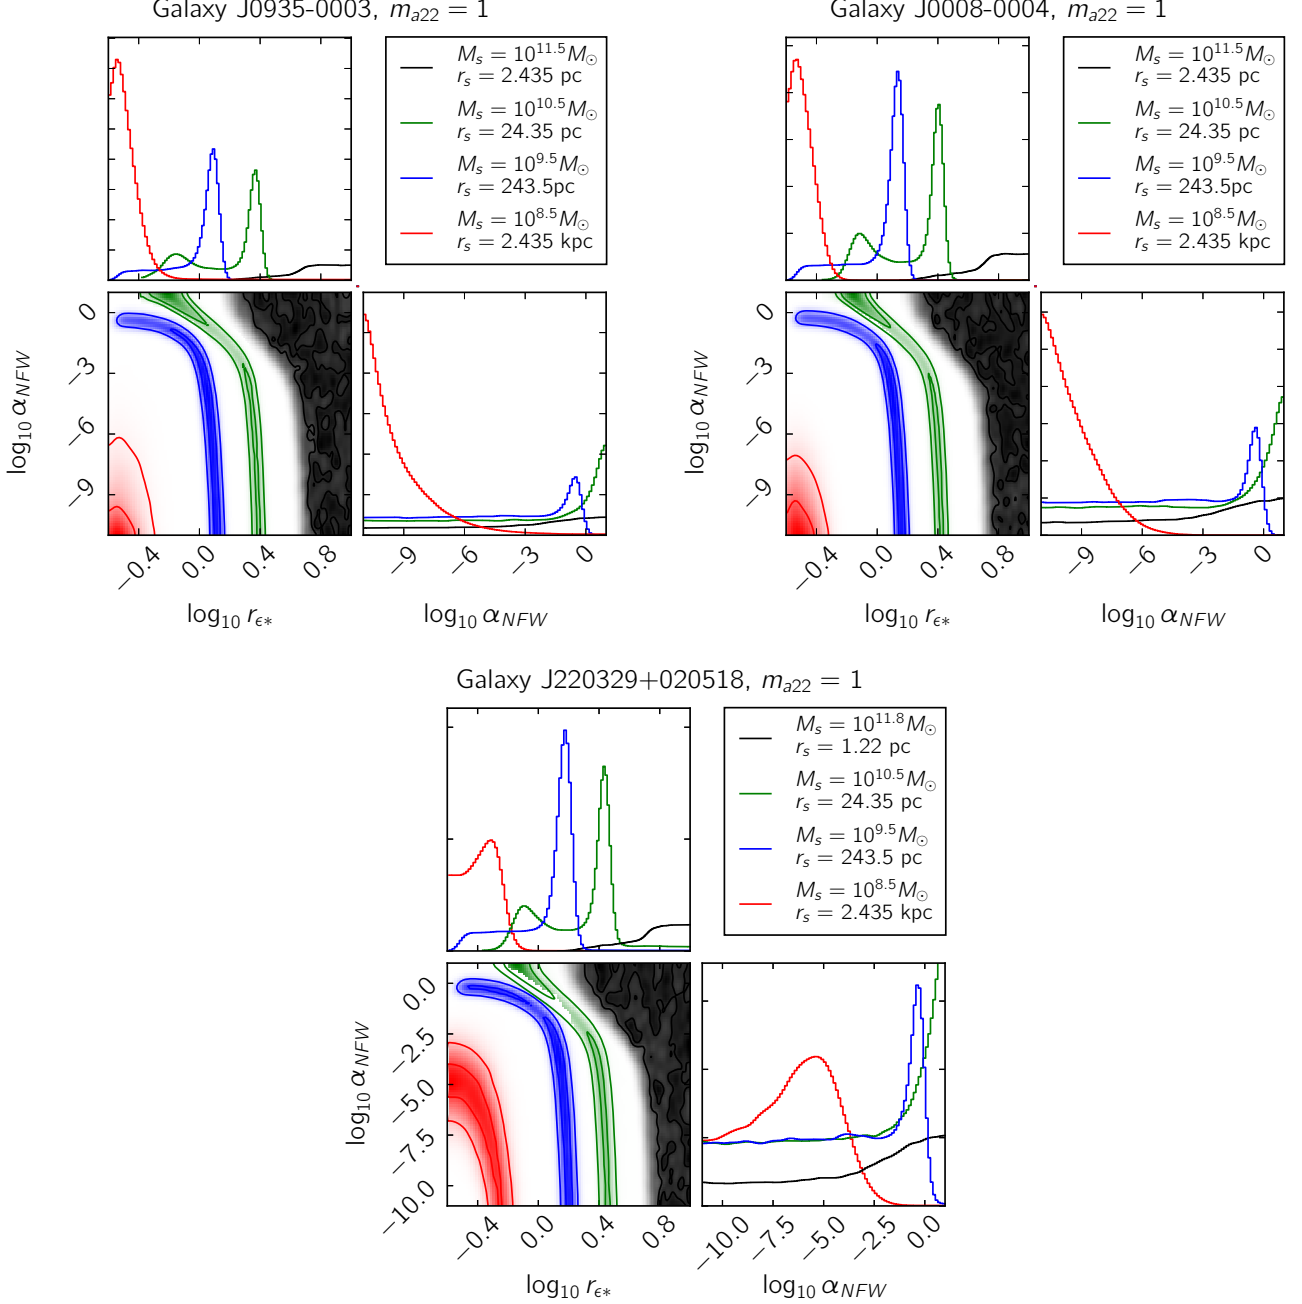 Galaxy J0935-0003, m_{a22} = 1
M_s = 10^{11.5} M_⊙
r_s = 2.435 pc
M_s = 10^{10.5} M_⊙
r_s = 24.35 pc
M_s = 10^{9.5} M_⊙
r_s = 243.5pc
M_s = 10^{8.5} M_⊙
r_s = 2.435 kpc
0
−3
−6
−9
log_{10} α_{NFW}
−0.4 0.0 0.4 0.8
log_{10} r_{ϵ*}
−9 −6 −3 0
log_{10} α_{NFW}
Galaxy J0008-0004, m_{a22} = 1
M_s = 10^{11.5} M_⊙
r_s = 2.435 pc
M_s = 10^{10.5} M_⊙
r_s = 24.35 pc
M_s = 10^{9.5} M_⊙
r_s = 243.5pc
M_s = 10^{8.5} M_⊙
r_s = 2.435 kpc
0
−3
−6
−9
log_{10} α_{NFW}
−0.4 0.0 0.4 0.8
log_{10} r_{ϵ*}
−9 −6 −3 0
log_{10} α_{NFW}
Galaxy J220329+020518, m_{a22} = 1
M_s = 10^{11.8} M_⊙
r_s = 1.22 pc
M_s = 10^{10.5} M_⊙
r_s = 24.35 pc
M_s = 10^{9.5} M_⊙
r_s = 243.5 pc
M_s = 10^{8.5} M_⊙
r_s = 2.435 kpc
0.0
−2.5
−5.0
−7.5
−10.0
log_{10} α_{NFW}
−0.4 0.0 0.4 0.8
log_{10} r_{ϵ*}
−10.0 −7.5 −5.0 −2.5 0.0
log_{10} α_{NFW}